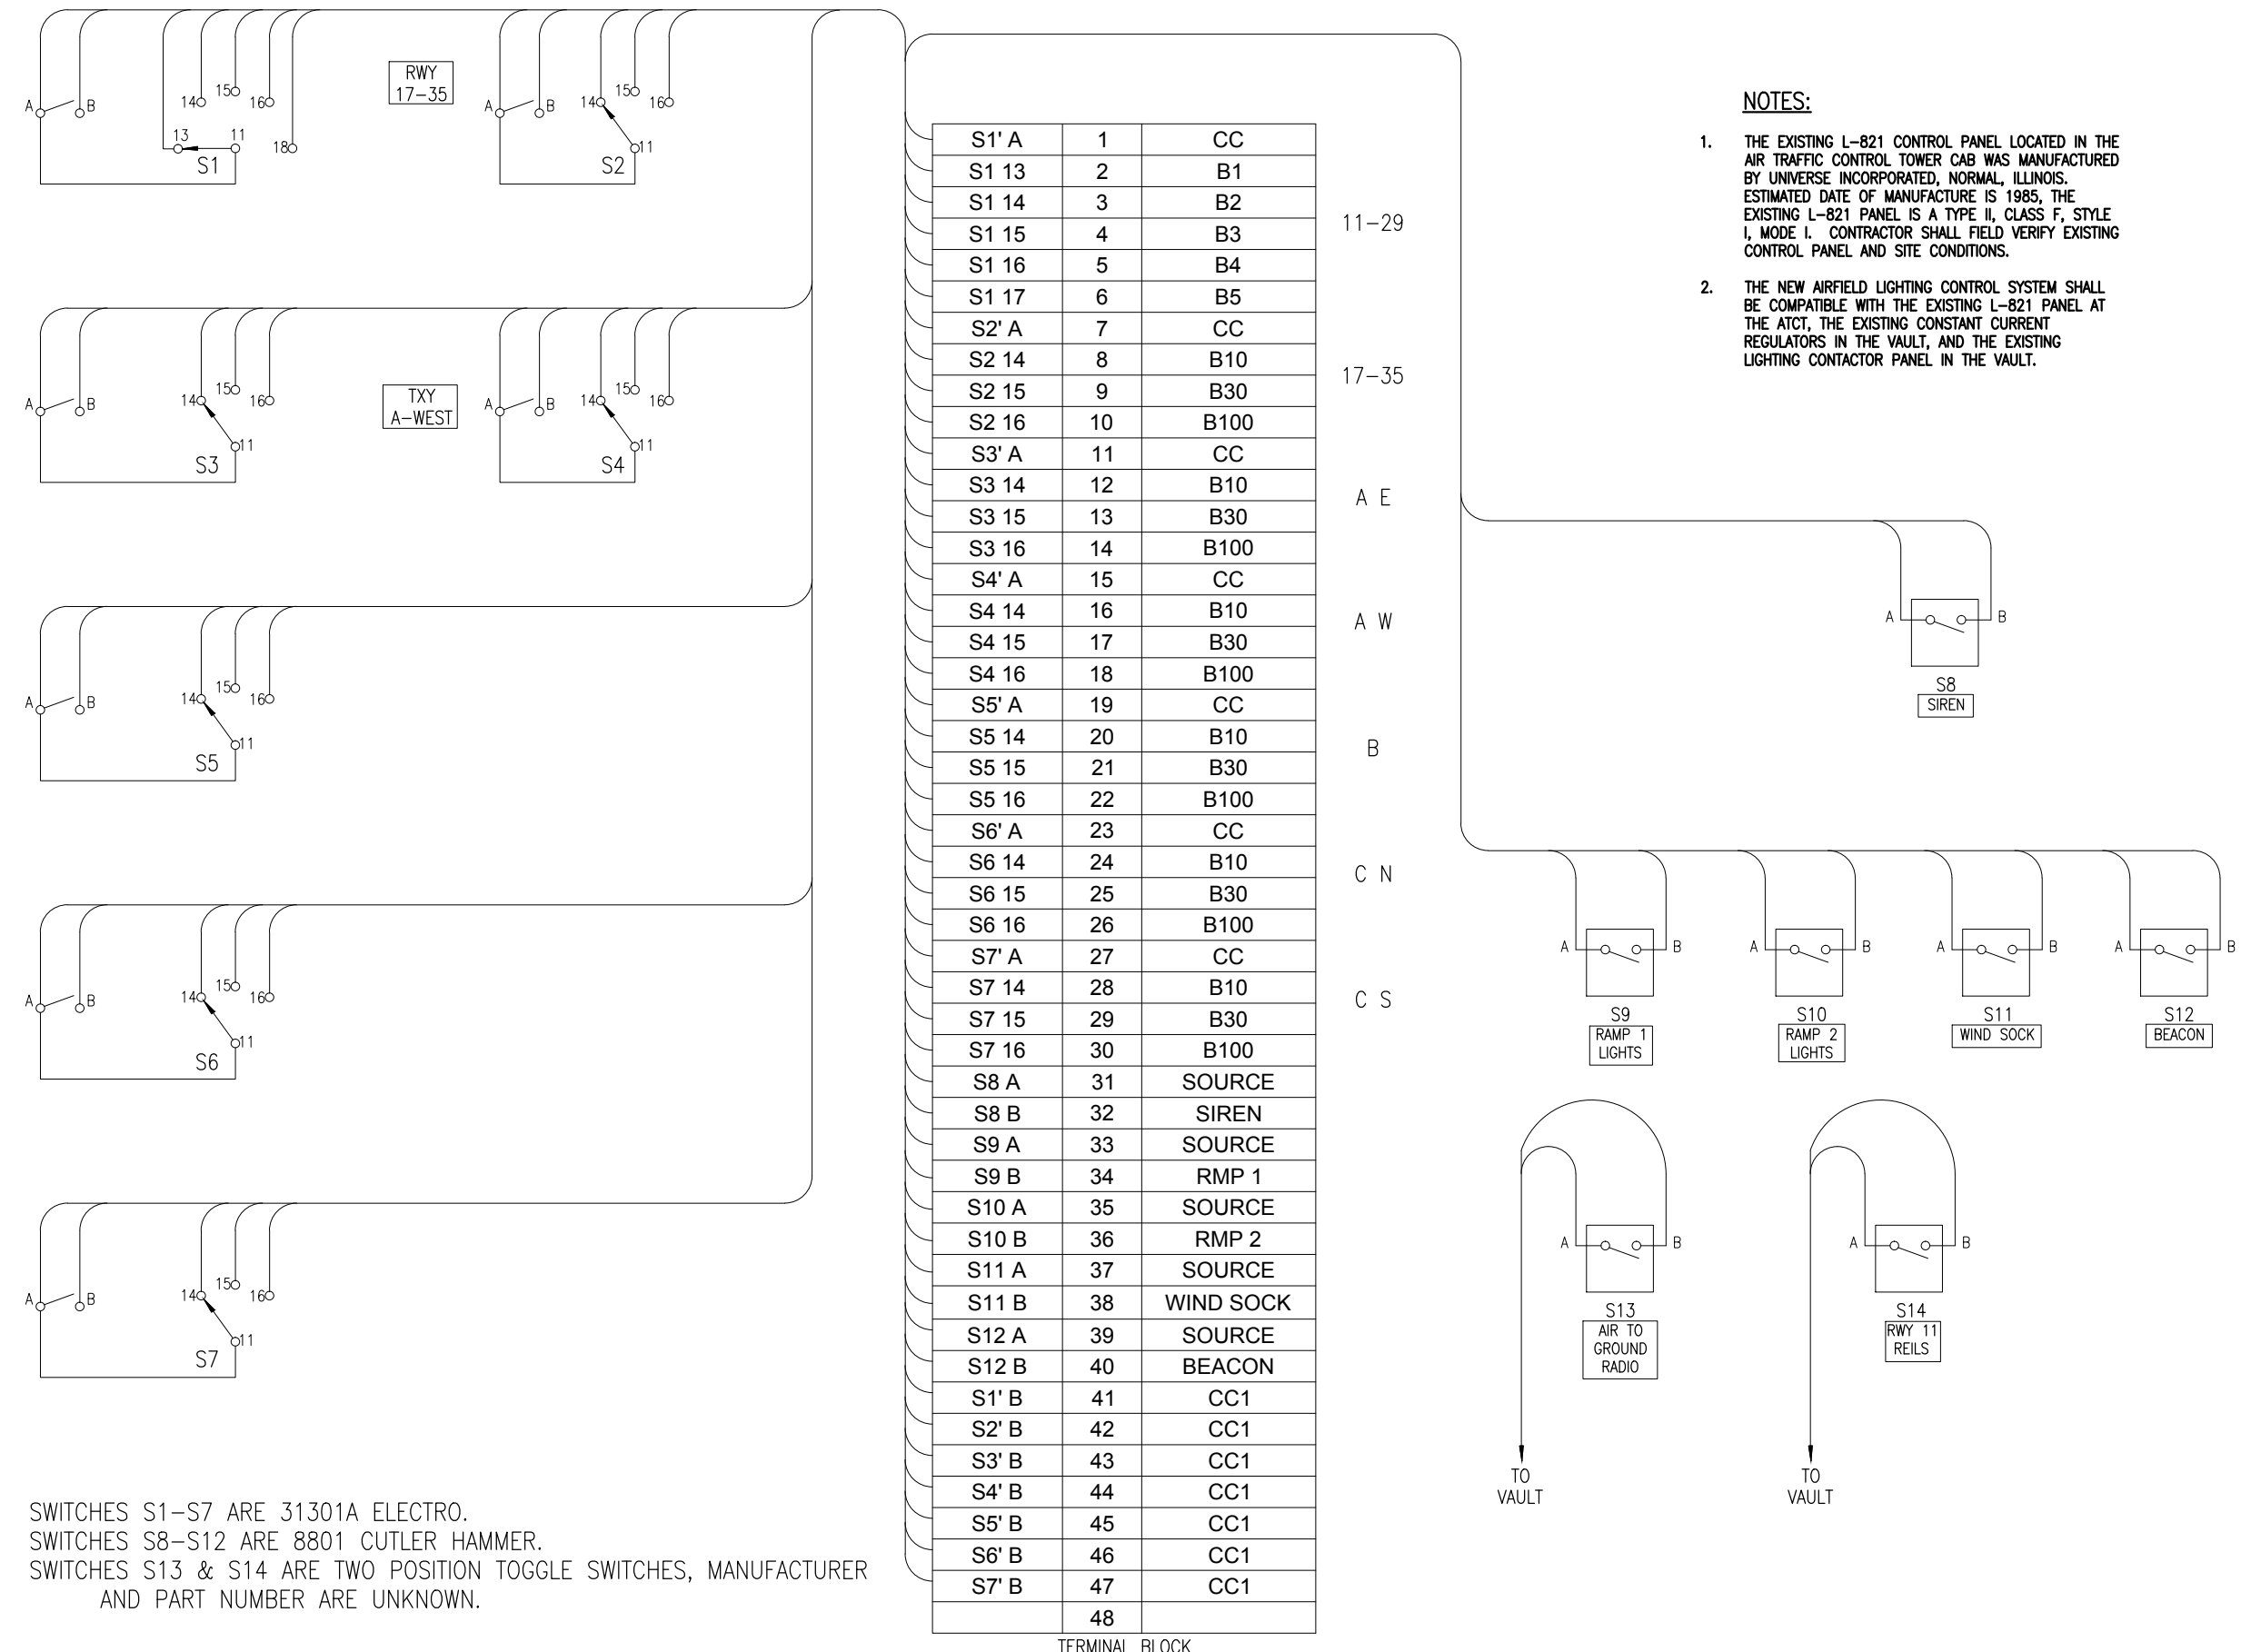 A
B
14
15
16
13
11
18
S1
RWY
17-35
A
B
14
15
16
11
S2
A
B
14
15
16
11
S3
TXY
A-WEST
A
B
14
15
16
11
S4
A
B
14
15
16
11
S5
A
B
14
15
16
11
S6
A
B
14
15
16
11
S7
SWITCHES S1-S7 ARE 31301A ELECTRO.
SWITCHES S8-S12 ARE 8801 CUTLER HAMMER.
SWITCHES S13 & S14 ARE TWO POSITION TOGGLE SWITCHES, MANUFACTURER
AND PART NUMBER ARE UNKNOWN.
S1' A 1 CC
S1 13 2 B1
S1 14 3 B2
S1 15 4 B3
S1 16 5 B4
S1 17 6 B5
S2' A 7 CC
S2 14 8 B10
S2 15 9 B30
S2 16 10 B100
S3' A 11 CC
S3 14 12 B10
S3 15 13 B30
S3 16 14 B100
S4' A 15 CC
S4 14 16 B10
S4 15 17 B30
S4 16 18 B100
S5' A 19 CC
S5 14 20 B10
S5 15 21 B30
S5 16 22 B100
S6' A 23 CC
S6 14 24 B10
S6 15 25 B30
S6 16 26 B100
S7' A 27 CC
S7 14 28 B10
S7 15 29 B30
S7 16 30 B100
S8 A 31 SOURCE
S8 B 32 SIREN
S9 A 33 SOURCE
S9 B 34 RMP 1
S10 A 35 SOURCE
S10 B 36 RMP 2
S11 A 37 SOURCE
S11 B 38 WIND SOCK
S12 A 39 SOURCE
S12 B 40 BEACON
S1' B 41 CC1
S2' B 42 CC1
S3' B 43 CC1
S4' B 44 CC1
S5' B 45 CC1
S6' B 46 CC1
S7' B 47 CC1
48
TERMINAL BLOCK
11-29
17-35
A E
A W
B
C N
C S
NOTES:
1. THE EXISTING L-821 CONTROL PANEL LOCATED IN THE
AIR TRAFFIC CONTROL TOWER CAB WAS MANUFACTURED
BY UNIVERSE INCORPORATED, NORMAL, ILLINOIS.
ESTIMATED DATE OF MANUFACTURE IS 1985, THE
EXISTING L-821 PANEL IS A TYPE II, CLASS F, STYLE
I, MODE I. CONTRACTOR SHALL FIELD VERIFY EXISTING
CONTROL PANEL AND SITE CONDITIONS.
2. THE NEW AIRFIELD LIGHTING CONTROL SYSTEM SHALL
BE COMPATIBLE WITH THE EXISTING L-821 PANEL AT
THE ATCT, THE EXISTING CONSTANT CURRENT
REGULATORS IN THE VAULT, AND THE EXISTING
LIGHTING CONTACTOR PANEL IN THE VAULT.
A
B
S8
SIREN
A
B
S9
RAMP 1
LIGHTS
A
B
S10
RAMP 2
LIGHTS
A
B
S11
WIND SOCK
A
B
S12
BEACON
A
B
S13
AIR TO
GROUND
RADIO
TO
VAULT
A
B
S14
RWY 11
REILS
TO
VAULT